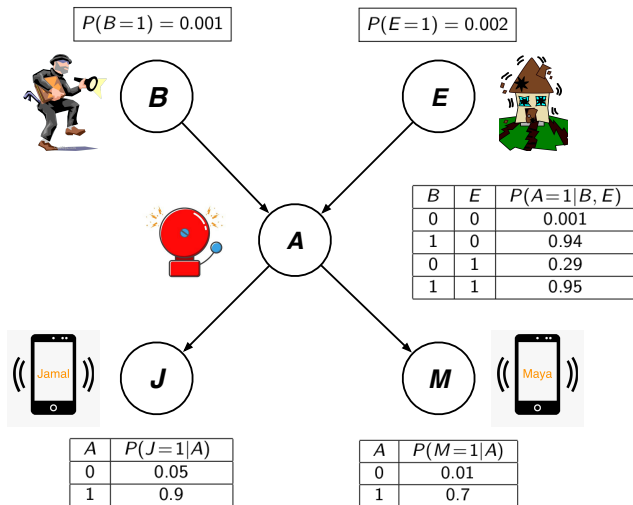 P(B=1) = 0.001
P(E=1) = 0.002
B
E
A
B E P(A=1|B, E)
0 0 0.001
1 0 0.94
0 1 0.29
1 1 0.95
Jamal
J
M
Maya
A P(J=1|A)
0 0.05
1 0.9
A P(M=1|A)
0 0.01
1 0.7